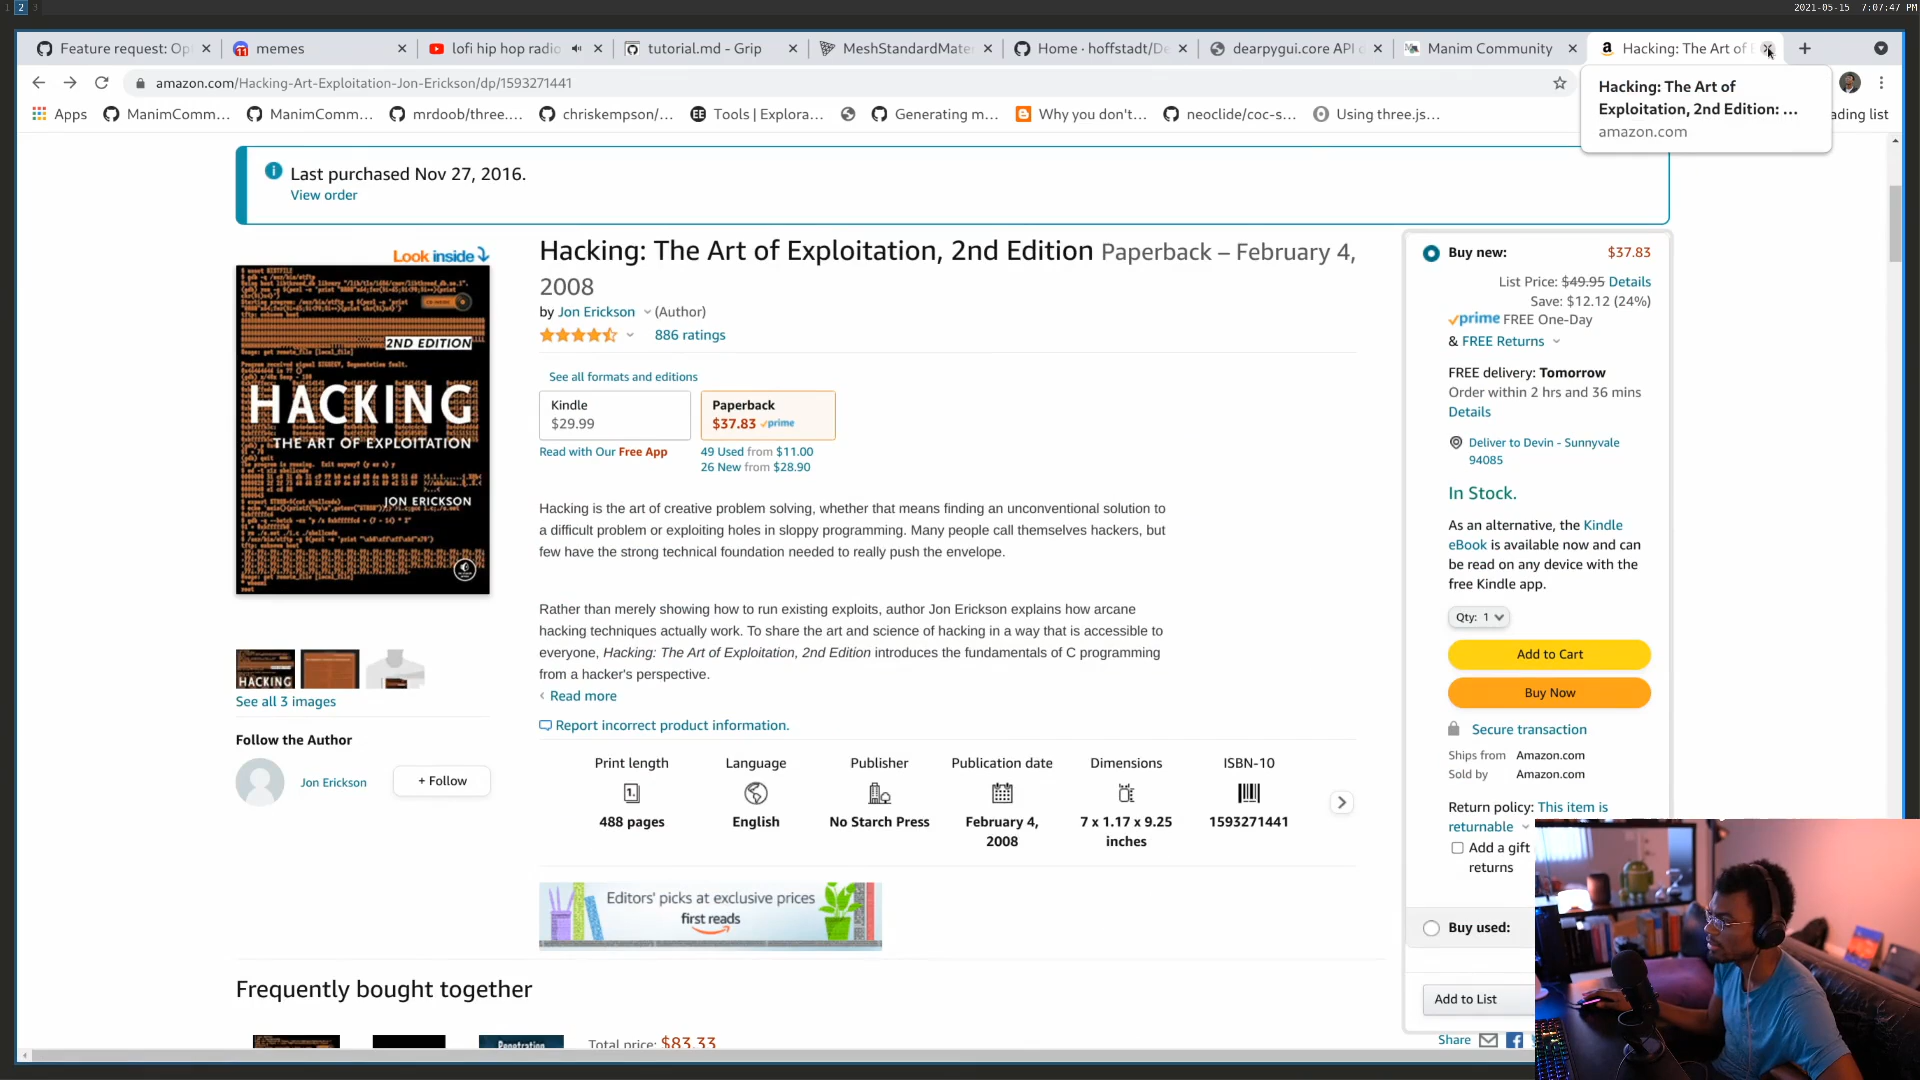 1 2 3
2021-05-15 7:07:47 PM
Feature request: Op
memes
lofi hip hop radio
tutorial.md - Grip
MeshStandardMate
Home · hoffstadt/De
dearpygui.core API d
Manim Community
Hacking: The Art of E
amazon.com/Hacking-Art-Exploitation-Jon-Erickson/dp/1593271441
Apps
ManimComm...
ManimComm...
mrdoob/three....
chriskempson/...
Tools | Explora...
Generating m...
Why you don't...
neoclide/coc-s...
Using three.js...
ading list
Hacking: The Art of
Exploitation, 2nd Edition: ...
amazon.com
Last purchased Nov 27, 2016.
View order
Look inside
2ND EDITION
HACKING
THE ART OF EXPLOITATION
JON ERICKSON
See all 3 images
Follow the Author
Jon Erickson
+ Follow
Hacking: The Art of Exploitation, 2nd Edition Paperback – February 4,
2008
by Jon Erickson (Author)
886 ratings
See all formats and editions
Kindle
$29.99
Read with Our Free App
Paperback
$37.83 prime
49 Used from $11.00
26 New from $28.90
Hacking is the art of creative problem solving, whether that means finding an unconventional solution to
a difficult problem or exploiting holes in sloppy programming. Many people call themselves hackers, but
few have the strong technical foundation needed to really push the envelope.
Rather than merely showing how to run existing exploits, author Jon Erickson explains how arcane
hacking techniques actually work. To share the art and science of hacking in a way that is accessible to
everyone, Hacking: The Art of Exploitation, 2nd Edition introduces the fundamentals of C programming
from a hacker's perspective.
Read more
Report incorrect product information.
Print length
488 pages
Language
English
Publisher
No Starch Press
Publication date
February 4,
2008
Dimensions
7 x 1.17 x 9.25
inches
ISBN-10
1593271441
Editors' picks at exclusive prices
first reads
Frequently bought together
Penetration
Total price: $83.33
Buy new: $37.83
List Price: $49.95 Details
Save: $12.12 (24%)
prime FREE One-Day
& FREE Returns
FREE delivery: Tomorrow
Order within 2 hrs and 36 mins
Details
Deliver to Devin - Sunnyvale
94085
In Stock.
As an alternative, the Kindle
eBook is available now and can
be read on any device with the
free Kindle app.
Qty: 1
Add to Cart
Buy Now
Secure transaction
Ships from Amazon.com
Sold by Amazon.com
Return policy: This item is
returnable
Add a gift
returns
Buy used:
Add to List
Share